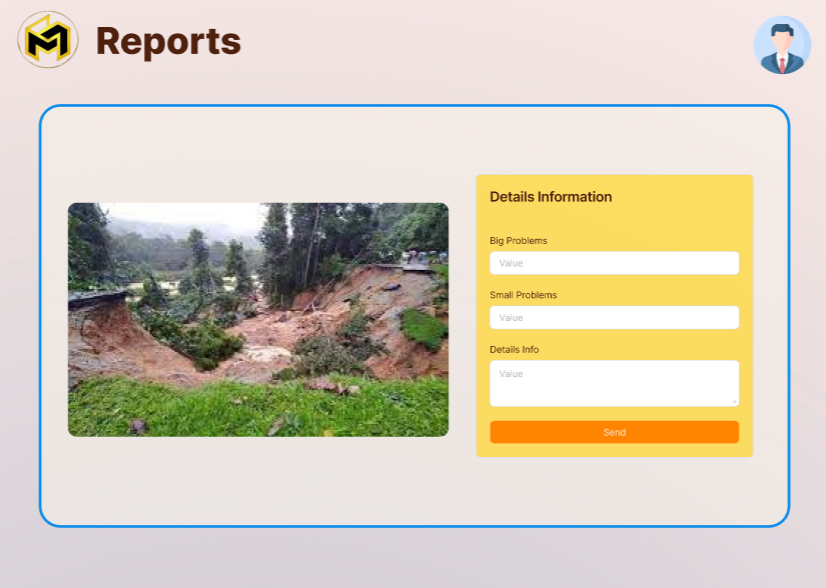 Reports
Details Information
Big Problems
Value
Small Problems
Value
Details Info
Value
Send